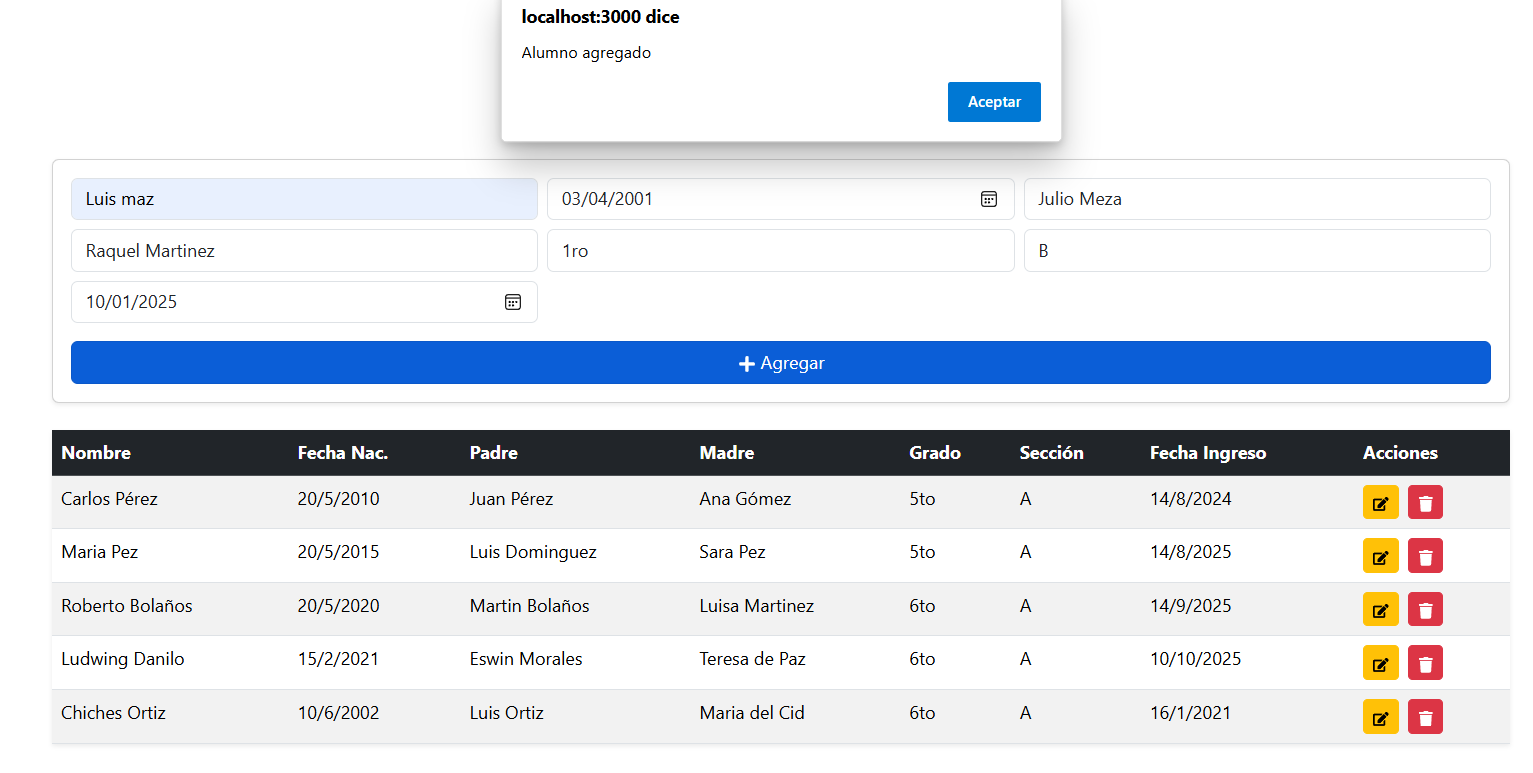 localhost:3000 dice
Alumno agregado
Aceptar
Luis maz 03/04/2001 Julio Meza
Raquel Martinez 1ro B
10/01/2025
Agregar
Nombre Fecha Nac. Padre Madre Grado Sección Fecha Ingreso Acciones
Carlos Pérez 20/5/2010 Juan Pérez Ana Gómez 5to A 14/8/2024
Maria Pez 20/5/2015 Luis Dominguez Sara Pez 5to A 14/8/2025
Roberto Bolaños 20/5/2020 Martin Bolaños Luisa Martinez 6to A 14/9/2025
Ludwing Danilo 15/2/2021 Eswin Morales Teresa de Paz 6to A 10/10/2025
Chiches Ortiz 10/6/2002 Luis Ortiz Maria del Cid 6to A 16/1/2021